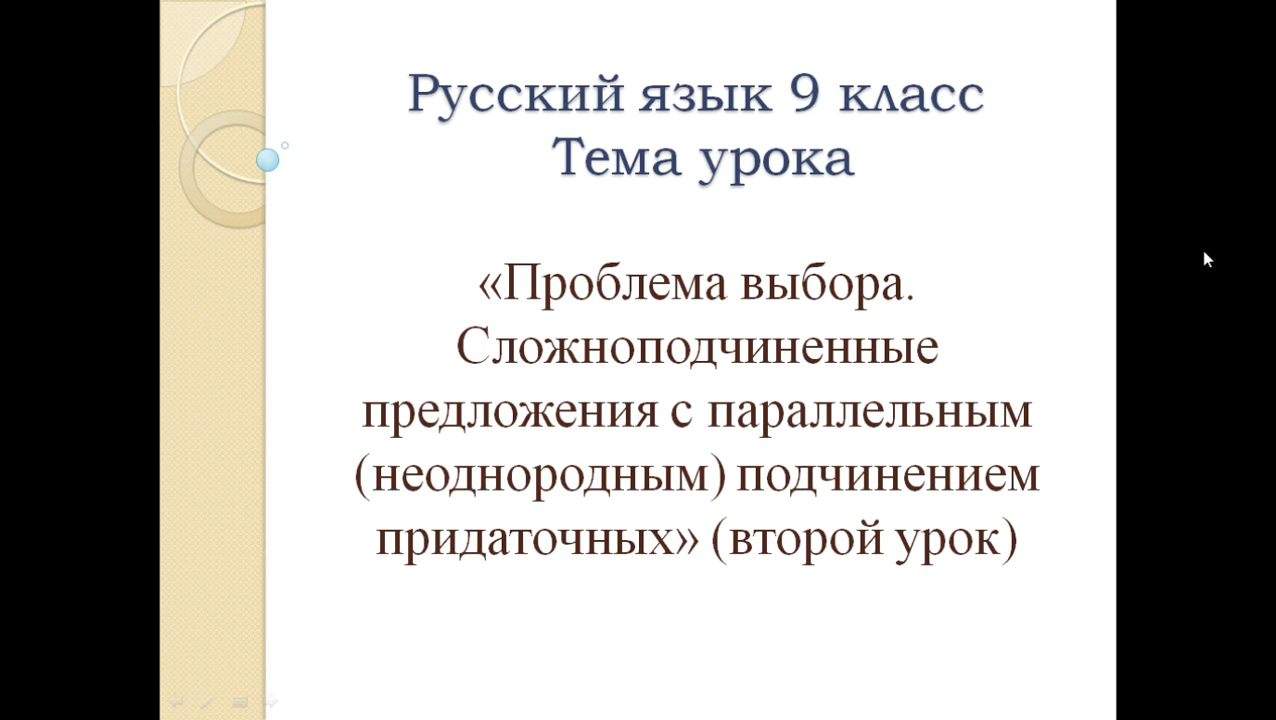 Русский язык 9 класс
Тема урока
«Проблема выбора.
Сложноподчиненные
предложения с параллельным
(неоднородным) подчинением
придаточных» (второй урок)